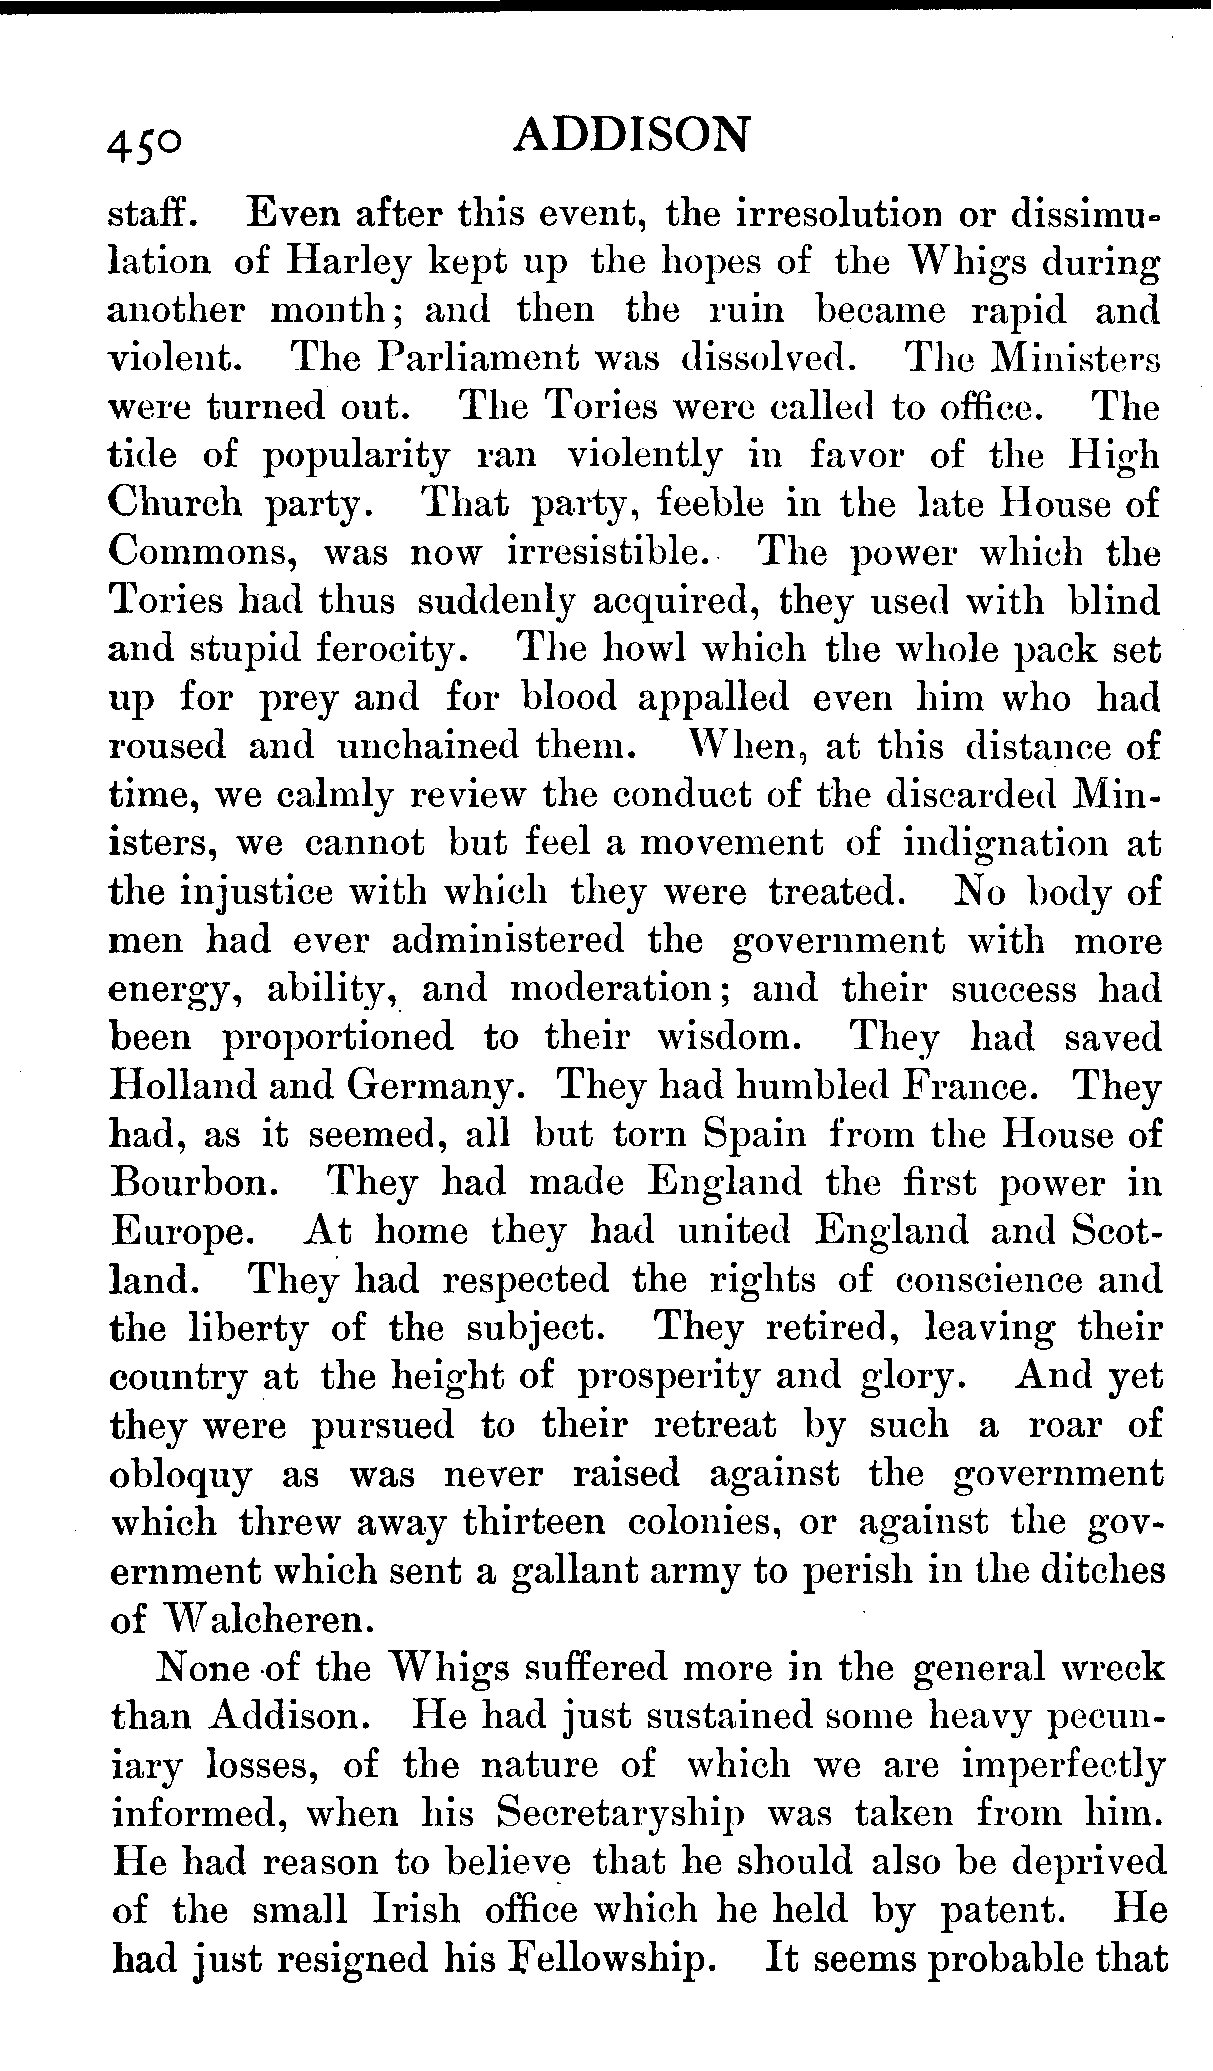 450 ADDISON
staff. Even after this event, the irresolution or dissimu-
lation of Harley kept up the hopes of the Whigs during
another month; and then the ruin became rapid and
violent. The Parliament was dissolved. The Ministers
were turned out. The Tories were called to office. The
tide of popularity ran violently in favor of the High
Church party. That party, feeble in the late House of
Commons, was now irresistible. The power which the
Tories had thus suddenly acquired, they used with blind
and stupid ferocity. The howl which the whole pack set
up for prey and for blood appalled even him who had
roused and unchained them. When, at this distance of
time, we calmly review the conduct of the discarded Min-
isters, we cannot but feel a movement of indignation at
the injustice with which they were treated. No body of
men had ever administered the government with more
energy, ability, and moderation; and their success had
been proportioned to their wisdom. They had saved
Holland and Germany. They had humbled France. They
had, as it seemed, all but torn Spain from the House of
Bourbon. They had made England the first power in
Europe. At home they had united England and Scot-
land. They had respected the rights of conscience and
the liberty of the subject. They retired, leaving their
country at the height of prosperity and glory. And yet
they were pursued to their retreat by such a roar of
obloquy as was never raised against the government
which threw away thirteen colonies, or against the gov-
ernment which sent a gallant army to perish in the ditches
of Walcheren.
None of the Whigs suffered more in the general wreck
than Addison. He had just sustained some heavy pecun-
iary losses, of the nature of which we are imperfectly
informed, when his Secretaryship was taken from him.
He had reason to believe that he should also be deprived
of the small Irish office which he held by patent. He
had just resigned his Fellowship. It seems probable that